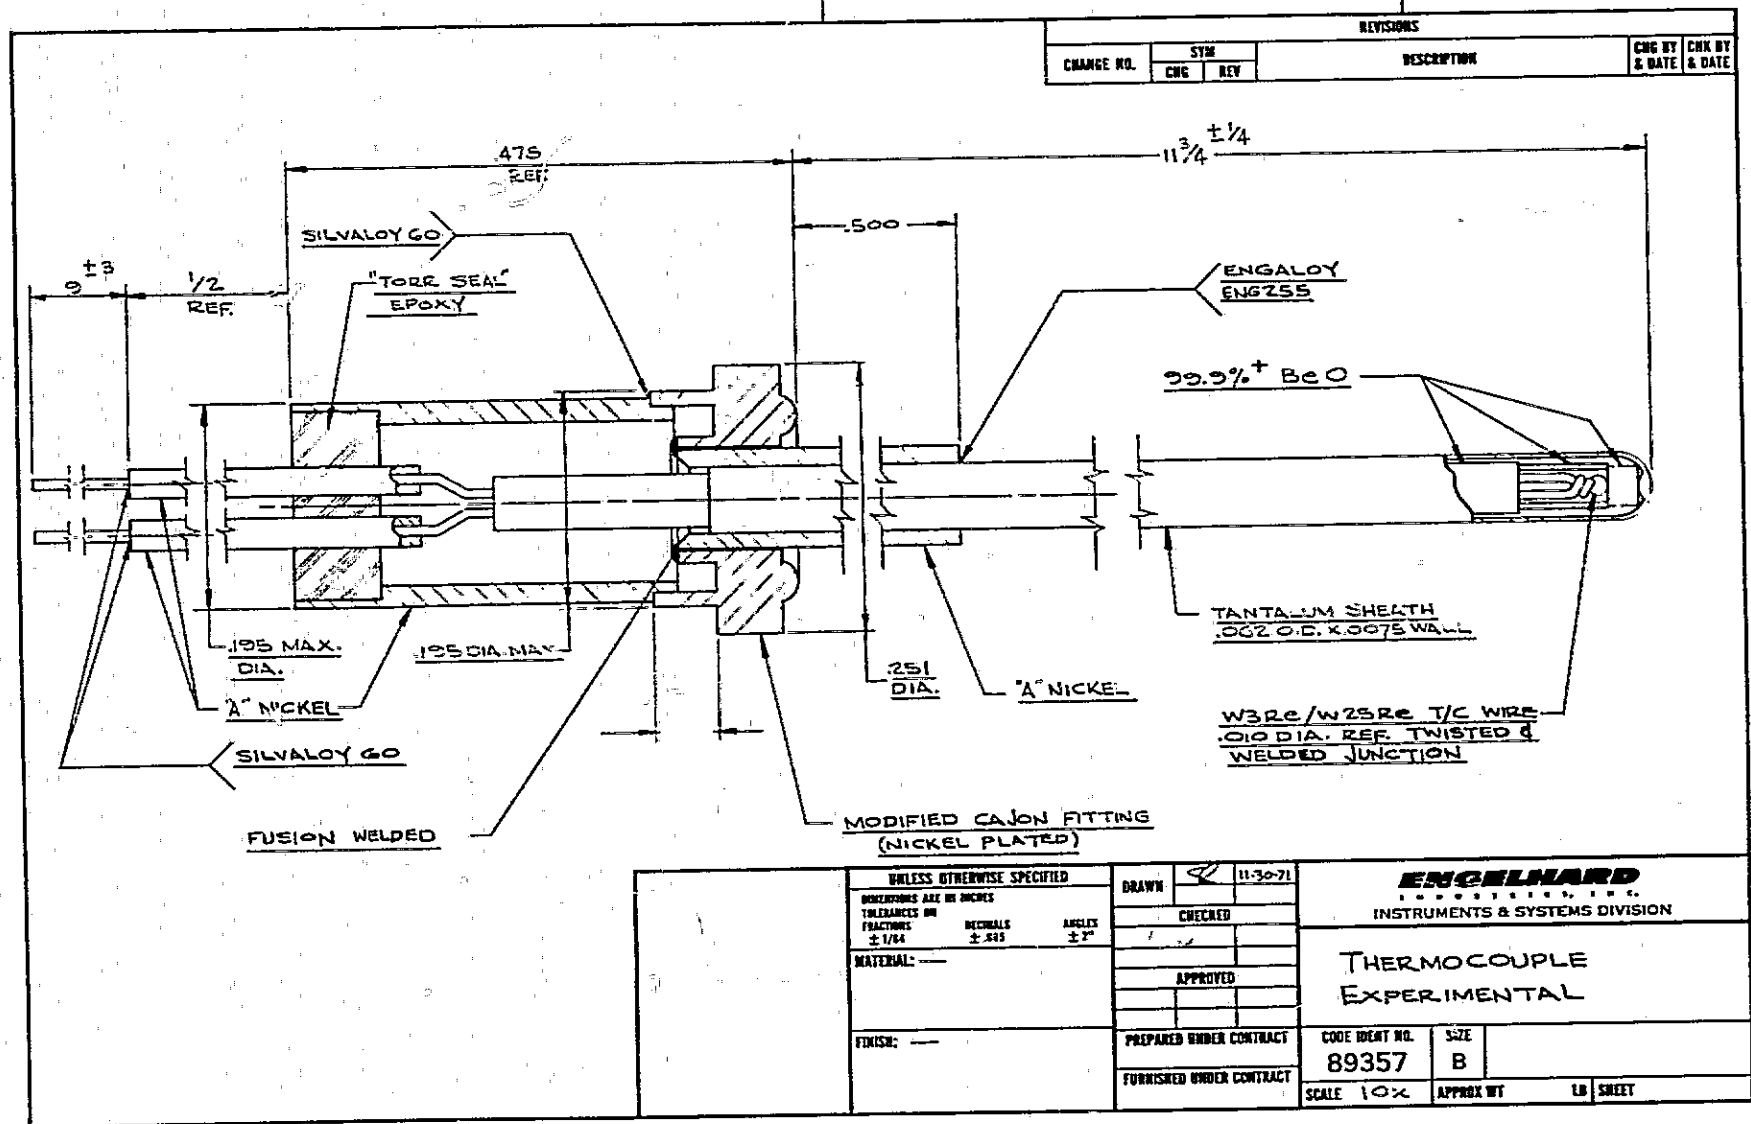 REVISIONS
CHANGE NO.
SYM
CHG
REV
DESCRIPTION
CHG BY & DATE
CHK BY & DATE
.475
REF.
11 3/4 ±1/4
.500
SILVALOY 60
"TORR SEAL"
EPOXY
9 ±3
1/2
REF.
ENGALOY
ENG255
99.9%+ BeO
.195 MAX.
DIA.
.195 DIA. MAX
"A" NICKEL
SILVALOY 60
FUSION WELDED
.251
DIA.
"A" NICKEL
TANTALUM SHEATH
.062 O.D. X .0075 WALL
W3Re/W25Re T/C WIRE
.010 DIA. REF. TWISTED &
WELDED JUNCTION
MODIFIED CAJON FITTING
(NICKEL PLATED)
UNLESS OTHERWISE SPECIFIED
DIMENSIONS ARE IN INCHES
TOLERANCES ON
FRACTIONS DECIMALS ANGLES
± 1/64 ± ±2°
MATERIAL: —
FINISH: —
DRAWN
11-30-71
CHECKED
APPROVED
PREPARED UNDER CONTRACT
FURNISHED UNDER CONTRACT
ENGELHARD
INDUSTRIES, INC.
INSTRUMENTS & SYSTEMS DIVISION
THERMOCOUPLE
EXPERIMENTAL
CODE IDENT NO.
89357
SIZE
B
SCALE 10X
APPROX WT LB
SHEET